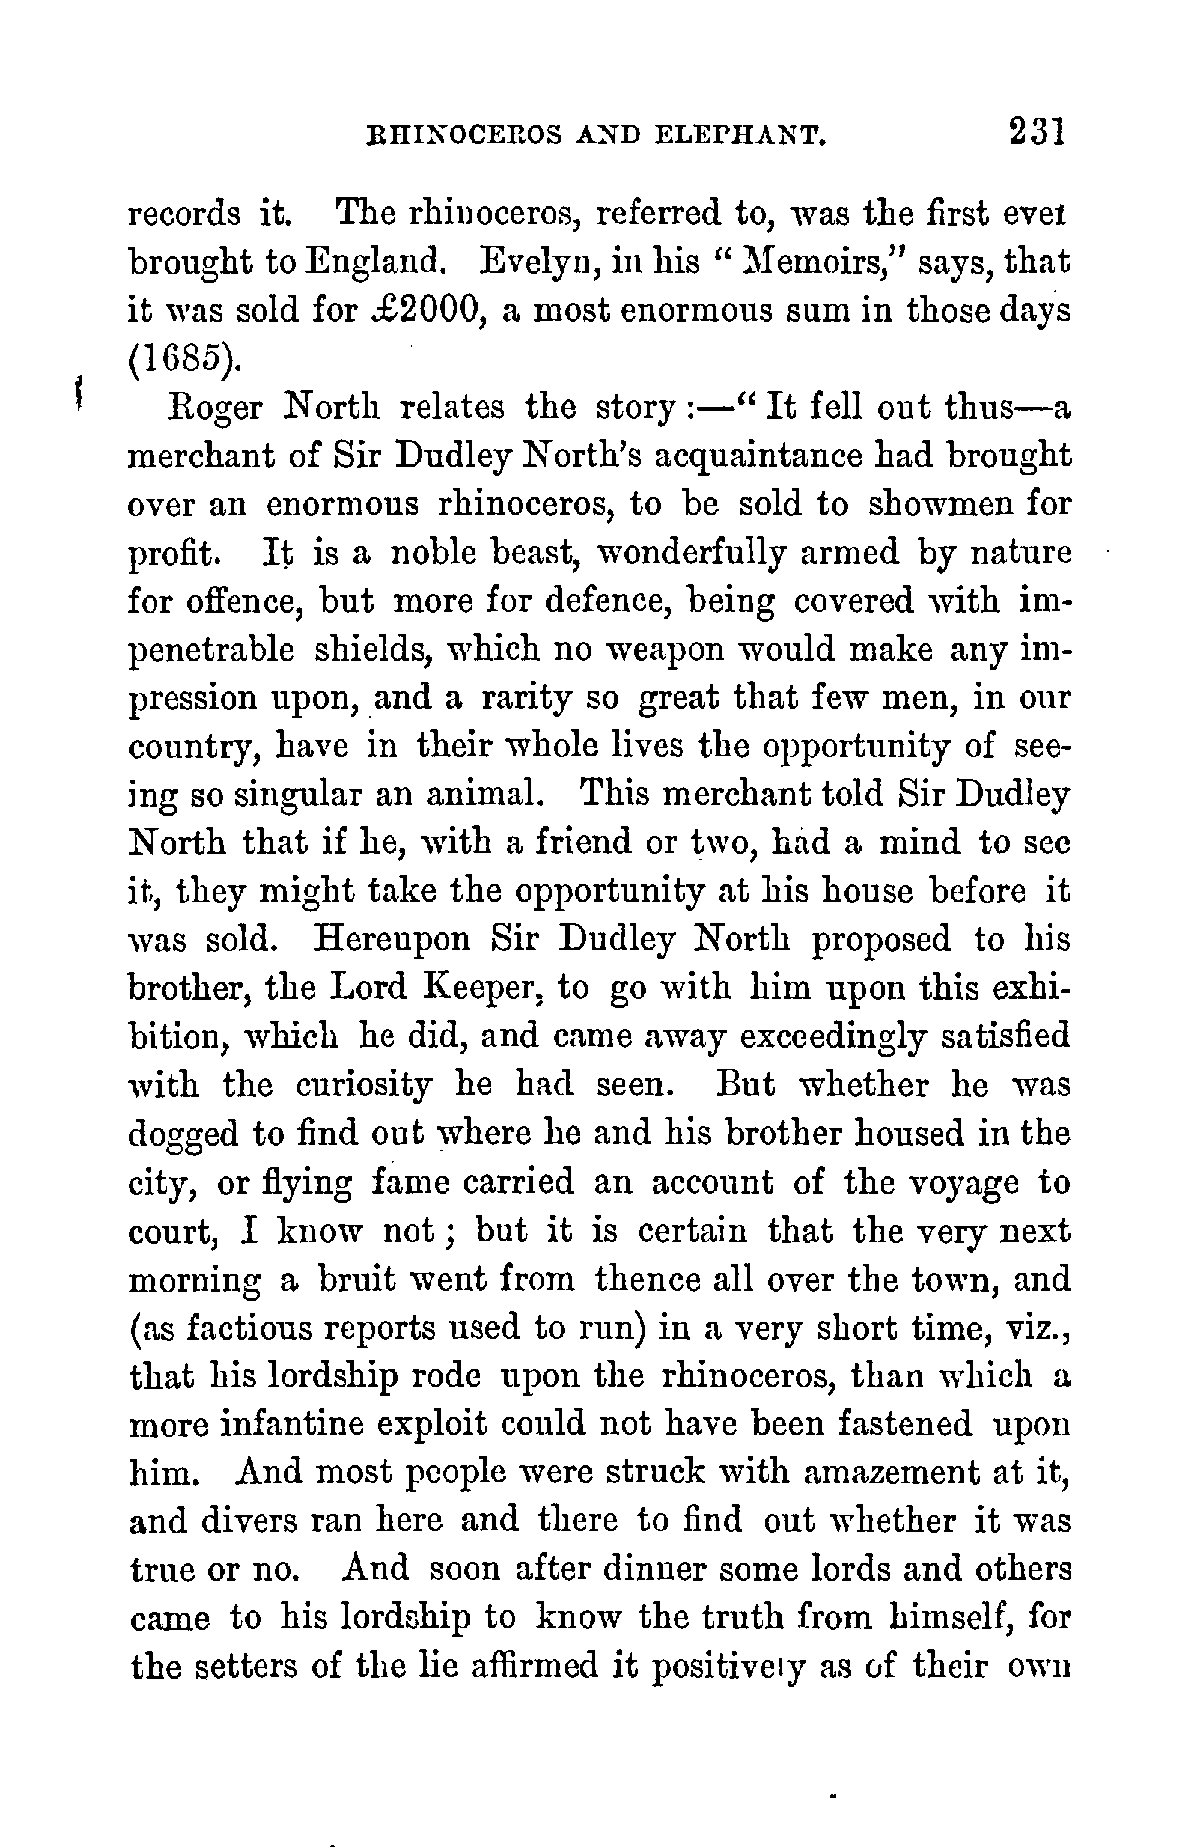 RHINOCEROS AND ELEPHANT. 231
records it. The rhinoceros, referred to, was the first ever
brought to England. Evelyn, in his “ Memoirs,” says, that
it was sold for £2000, a most enormous sum in those days
(1685).
Roger North relates the story :—“ It fell out thus—a
merchant of Sir Dudley North’s acquaintance had brought
over an enormous rhinoceros, to be sold to showmen for
profit. It is a noble beast, wonderfully armed by nature
for offence, but more for defence, being covered with im-
penetrable shields, which no weapon would make any im-
pression upon, and a rarity so great that few men, in our
country, have in their whole lives the opportunity of see-
ing so singular an animal. This merchant told Sir Dudley
North that if he, with a friend or two, had a mind to see
it, they might take the opportunity at his house before it
was sold. Hereupon Sir Dudley North proposed to his
brother, the Lord Keeper, to go with him upon this exhi-
bition, which he did, and came away exceedingly satisfied
with the curiosity he had seen. But whether he was
dogged to find out where he and his brother housed in the
city, or flying fame carried an account of the voyage to
court, I know not ; but it is certain that the very next
morning a bruit went from thence all over the town, and
(as factious reports used to run) in a very short time, viz.,
that his lordship rode upon the rhinoceros, than which a
more infantine exploit could not have been fastened upon
him. And most people were struck with amazement at it,
and divers ran here and there to find out whether it was
true or no. And soon after dinner some lords and others
came to his lordship to know the truth from himself, for
the setters of the lie affirmed it positively as of their own